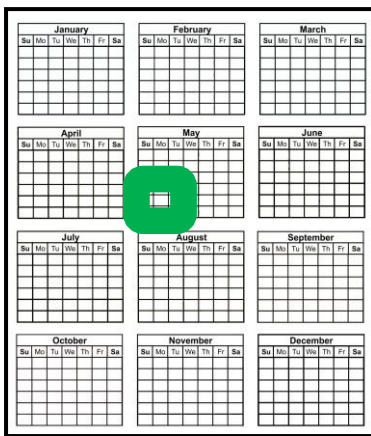 January February March
Su Mo Tu We Th Fr Sa Su Mo Tu We Th Fr Sa Su Mo Tu We Th Fr Sa
April May June
Su Mo Tu We Th Fr Sa Su Mo Tu We Th Fr Sa Su Mo Tu We Th Fr Sa
July August September
Su Mo Tu We Th Fr Sa Su Mo Tu We Th Fr Sa Su Mo Tu We Th Fr Sa
October November December
Su Mo Tu We Th Fr Sa Su Mo Tu We Th Fr Sa Su Mo Tu We Th Fr Sa